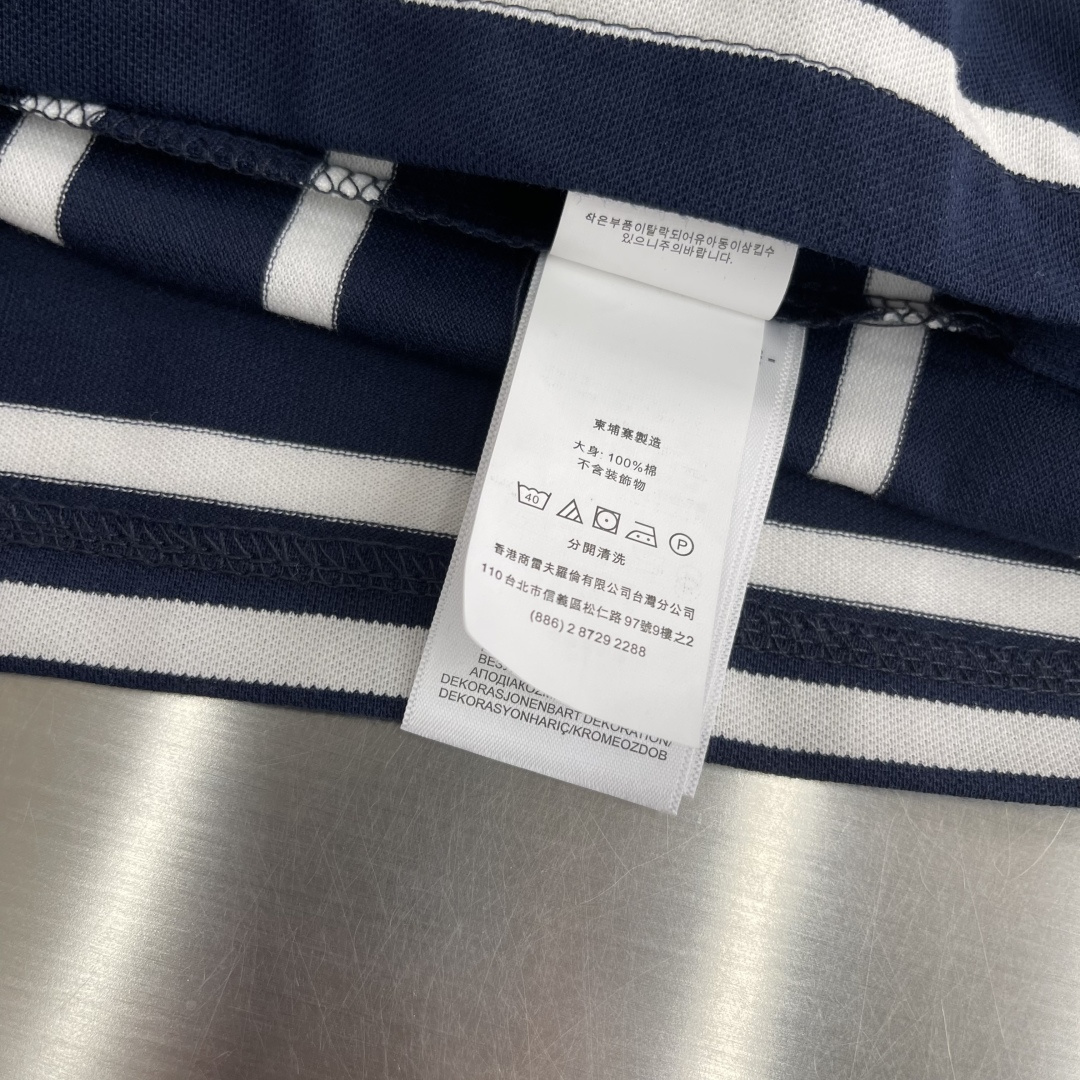 작은부품이탈락되어유아동이삼킵수
있으니주의바랍니다.
柬埔寨製造
大身: 100%棉
不含装飾物
40 P
分開清洗
香港商雷夫羅倫有限公司台灣分公司
110台北市信義區松仁路97號9樓之2
(886) 2 8729 2288
DEKORASJONENBART DEKORATION/
DEKORASYONHARIÇ/KROMEOZDOB